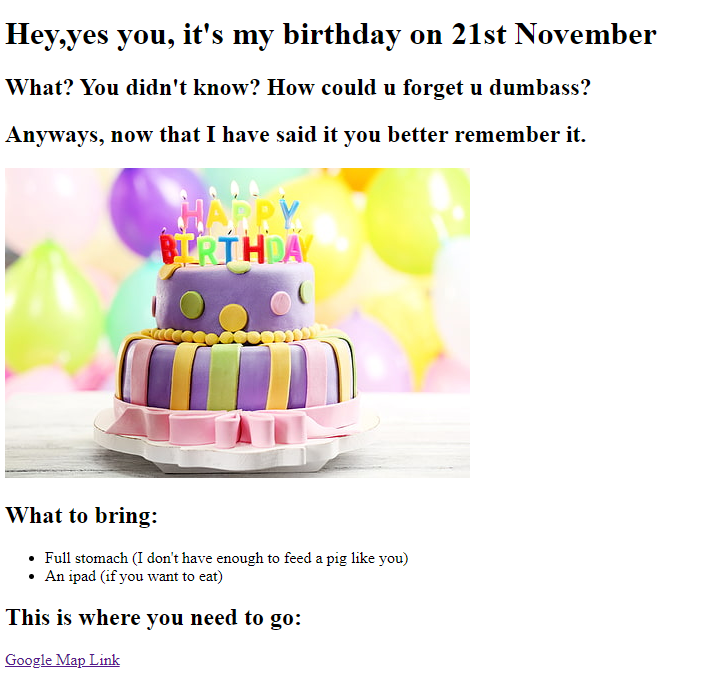 Hey,yes you, it's my birthday on 21st November
What? You didn't know? How could u forget u dumbass?
Anyways, now that I have said it you better remember it.
HAPPY
BIRTHDAY
What to bring:
Full stomach (I don't have enough to feed a pig like you)
An ipad (if you want to eat)
This is where you need to go:
Google Map Link